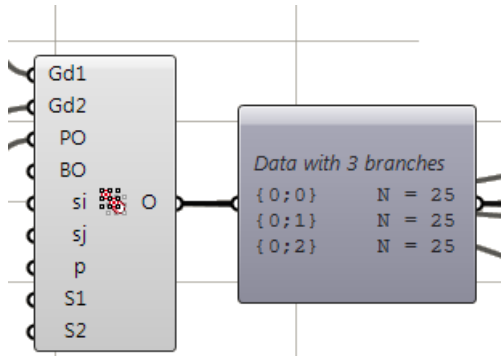 Gd1
Gd2
PO
BO
si
O
sj
p
S1
S2
Data with 3 branches
{0;0} N = 25
{0;1} N = 25
{0;2} N = 25